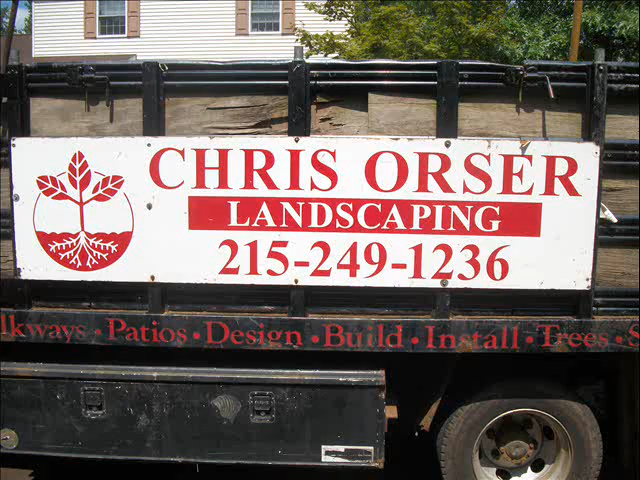 CHRIS ORSER
LANDSCAPING
215-249-1236
lkways • Patios • Design • Build • Install • Trees • S